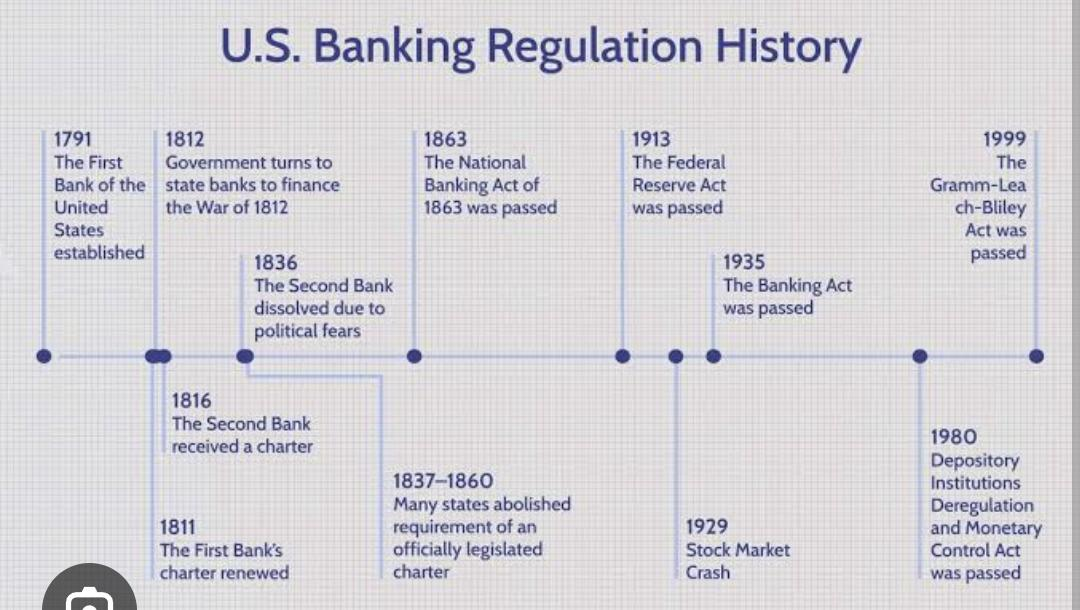 U.S. Banking Regulation History
1791
The First
Bank of the
United
States
established
1812
Government turns to
state banks to finance
the War of 1812
1836
The Second Bank
dissolved due to
political fears
1863
The National
Banking Act of
1863 was passed
1913
The Federal
Reserve Act
was passed
1935
The Banking Act
was passed
1999
The
Gramm-Lea
ch-Bliley
Act was
passed
1816
The Second Bank
received a charter
1811
The First Bank's
charter renewed
1837–1860
Many states abolished
requirement of an
officially legislated
charter
1929
Stock Market
Crash
1980
Depository
Institutions
Deregulation
and Monetary
Control Act
was passed